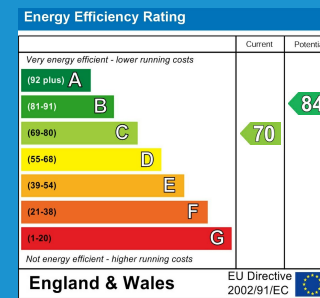 Energy Efficiency Rating
Current Potentia
Very energy efficient - lower running costs
(92 plus) A
(81-91) B 84
(69-80) C 70
(55-68) D
(39-54) E
(21-38) F
(1-20) G
Not energy efficient - higher running costs
England & Wales
EU Directive
2002/91/EC